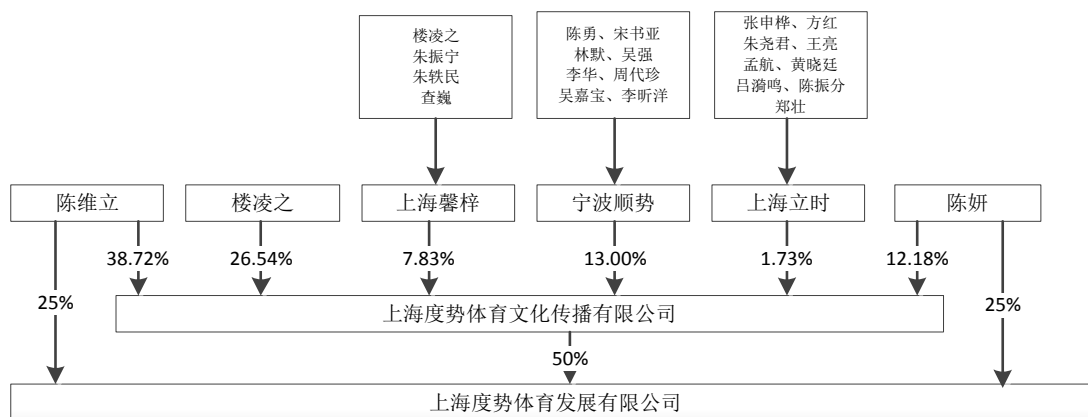 楼凌之
朱振宁
朱轶民
查巍
陈勇、宋书亚
林默、吴强
李华、周代珍
吴嘉宝、李昕洋
张申桦、方红
朱尧君、王亮
孟航、黄晓廷
吕漪鸣、陈振分
郑壮
陈维立
楼凌之
上海馨梓
宁波顺势
上海立时
陈妍
38.72%
26.54%
7.83%
13.00%
1.73%
12.18%
25%
25%
上海度势体育文化传播有限公司
50%
上海度势体育发展有限公司